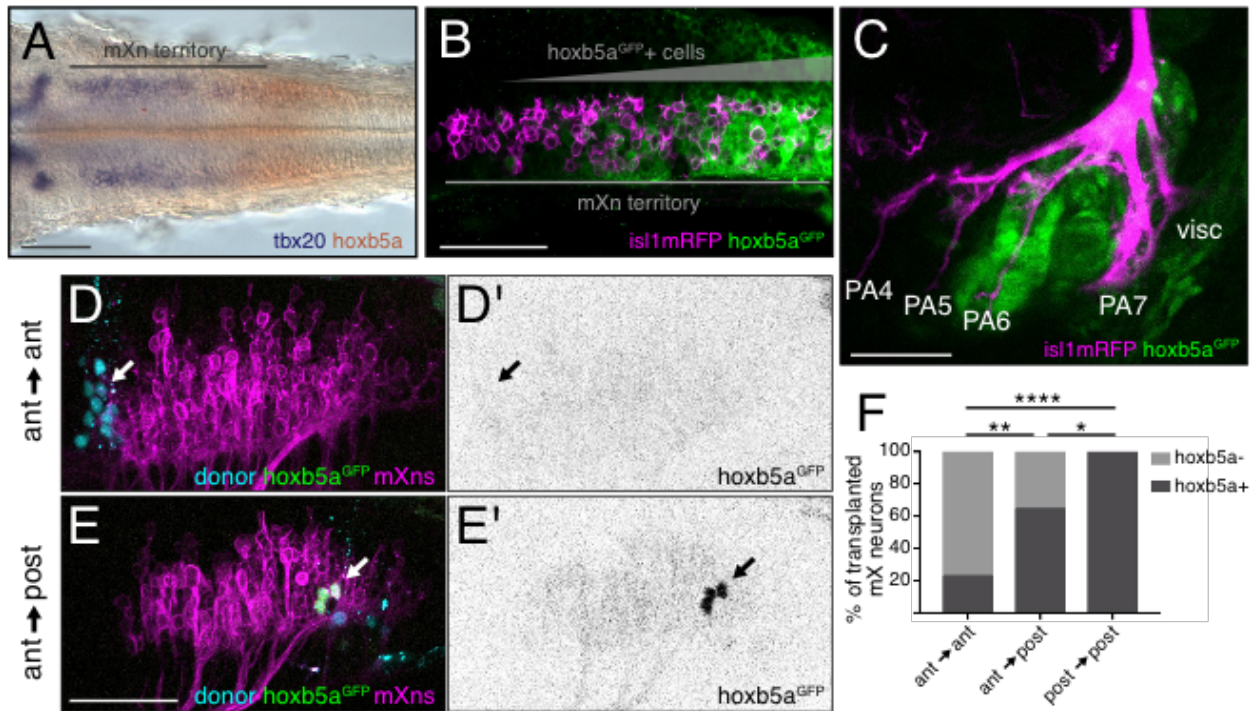 A
mXn territory
tbx20 hoxb5a
B
hoxb5aGFP+ cells
mXn territory
isl1mRFP hoxb5aGFP
C
PA4
PA5
PA6
PA7
visc
isl1mRFP hoxb5aGFP
ant → ant
D
donor hoxb5aGFP mXns
D'
hoxb5aGFP
ant → post
E
donor hoxb5aGFP mXns
E'
hoxb5aGFP
F
****
** *
% of transplanted
mX neurons
100
80
60
40
20
hoxb5a-
hoxb5a+
ant → ant
ant → post
post → post